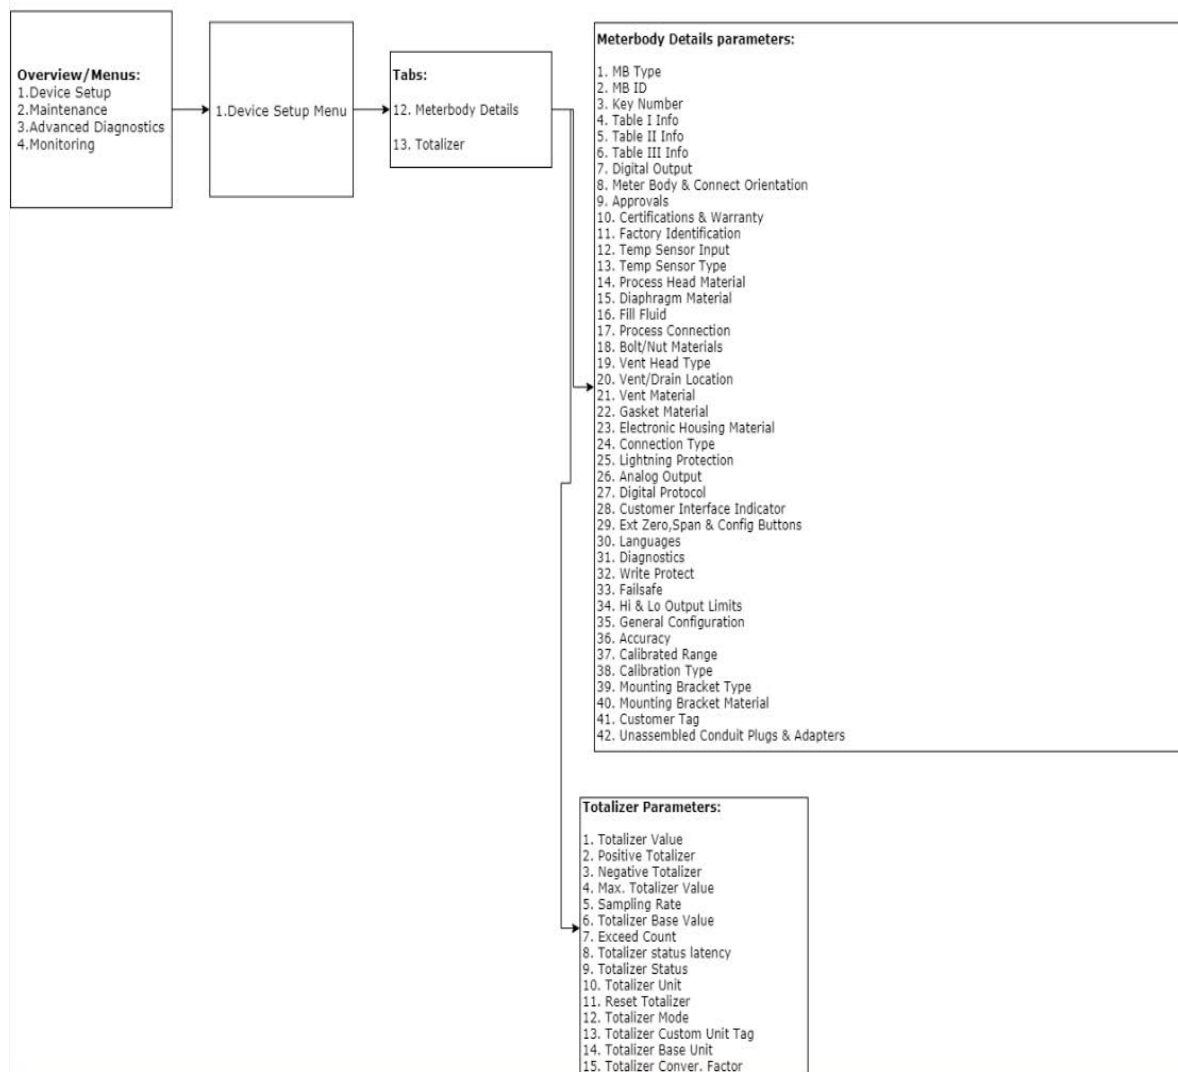 Overview/Menus:
1.Device Setup
2.Maintenance
3.Advanced Diagnostics
4.Monitoring
1.Device Setup Menu
Tabs:
12. Meterbody Details
13. Totalizer
Meterbody Details parameters:
1. MB Type
2. MB ID
3. Key Number
4. Table I Info
5. Table II Info
6. Table III Info
7. Digital Output
8. Meter Body & Connect Orientation
9. Approvals
10. Certifications & Warranty
11. Factory Identification
12. Temp Sensor Input
13. Temp Sensor Type
14. Process Head Material
15. Diaphragm Material
16. Fill Fluid
17. Process Connection
18. Bolt/Nut Materials
19. Vent Head Type
20. Vent/Drain Location
21. Vent Material
22. Gasket Material
23. Electronic Housing Material
24. Connection Type
25. Lightning Protection
26. Analog Output
27. Digital Protocol
28. Customer Interface Indicator
29. Ext Zero,Span & Config Buttons
30. Languages
31. Diagnostics
32. Write Protect
33. Failsafe
34. Hi & Lo Output Limits
35. General Configuration
36. Accuracy
37. Calibrated Range
38. Calibration Type
39. Mounting Bracket Type
40. Mounting Bracket Material
41. Customer Tag
42. Unassembled Conduit Plugs & Adapters
Totalizer Parameters:
1. Totalizer Value
2. Positive Totalizer
3. Negative Totalizer
4. Max. Totalizer Value
5. Sampling Rate
6. Totalizer Base Value
7. Exceed Count
8. Totalizer status latency
9. Totalizer Status
10. Totalizer Unit
11. Reset Totalizer
12. Totalizer Mode
13. Totalizer Custom Unit Tag
14. Totalizer Base Unit
15. Totalizer Conver. Factor